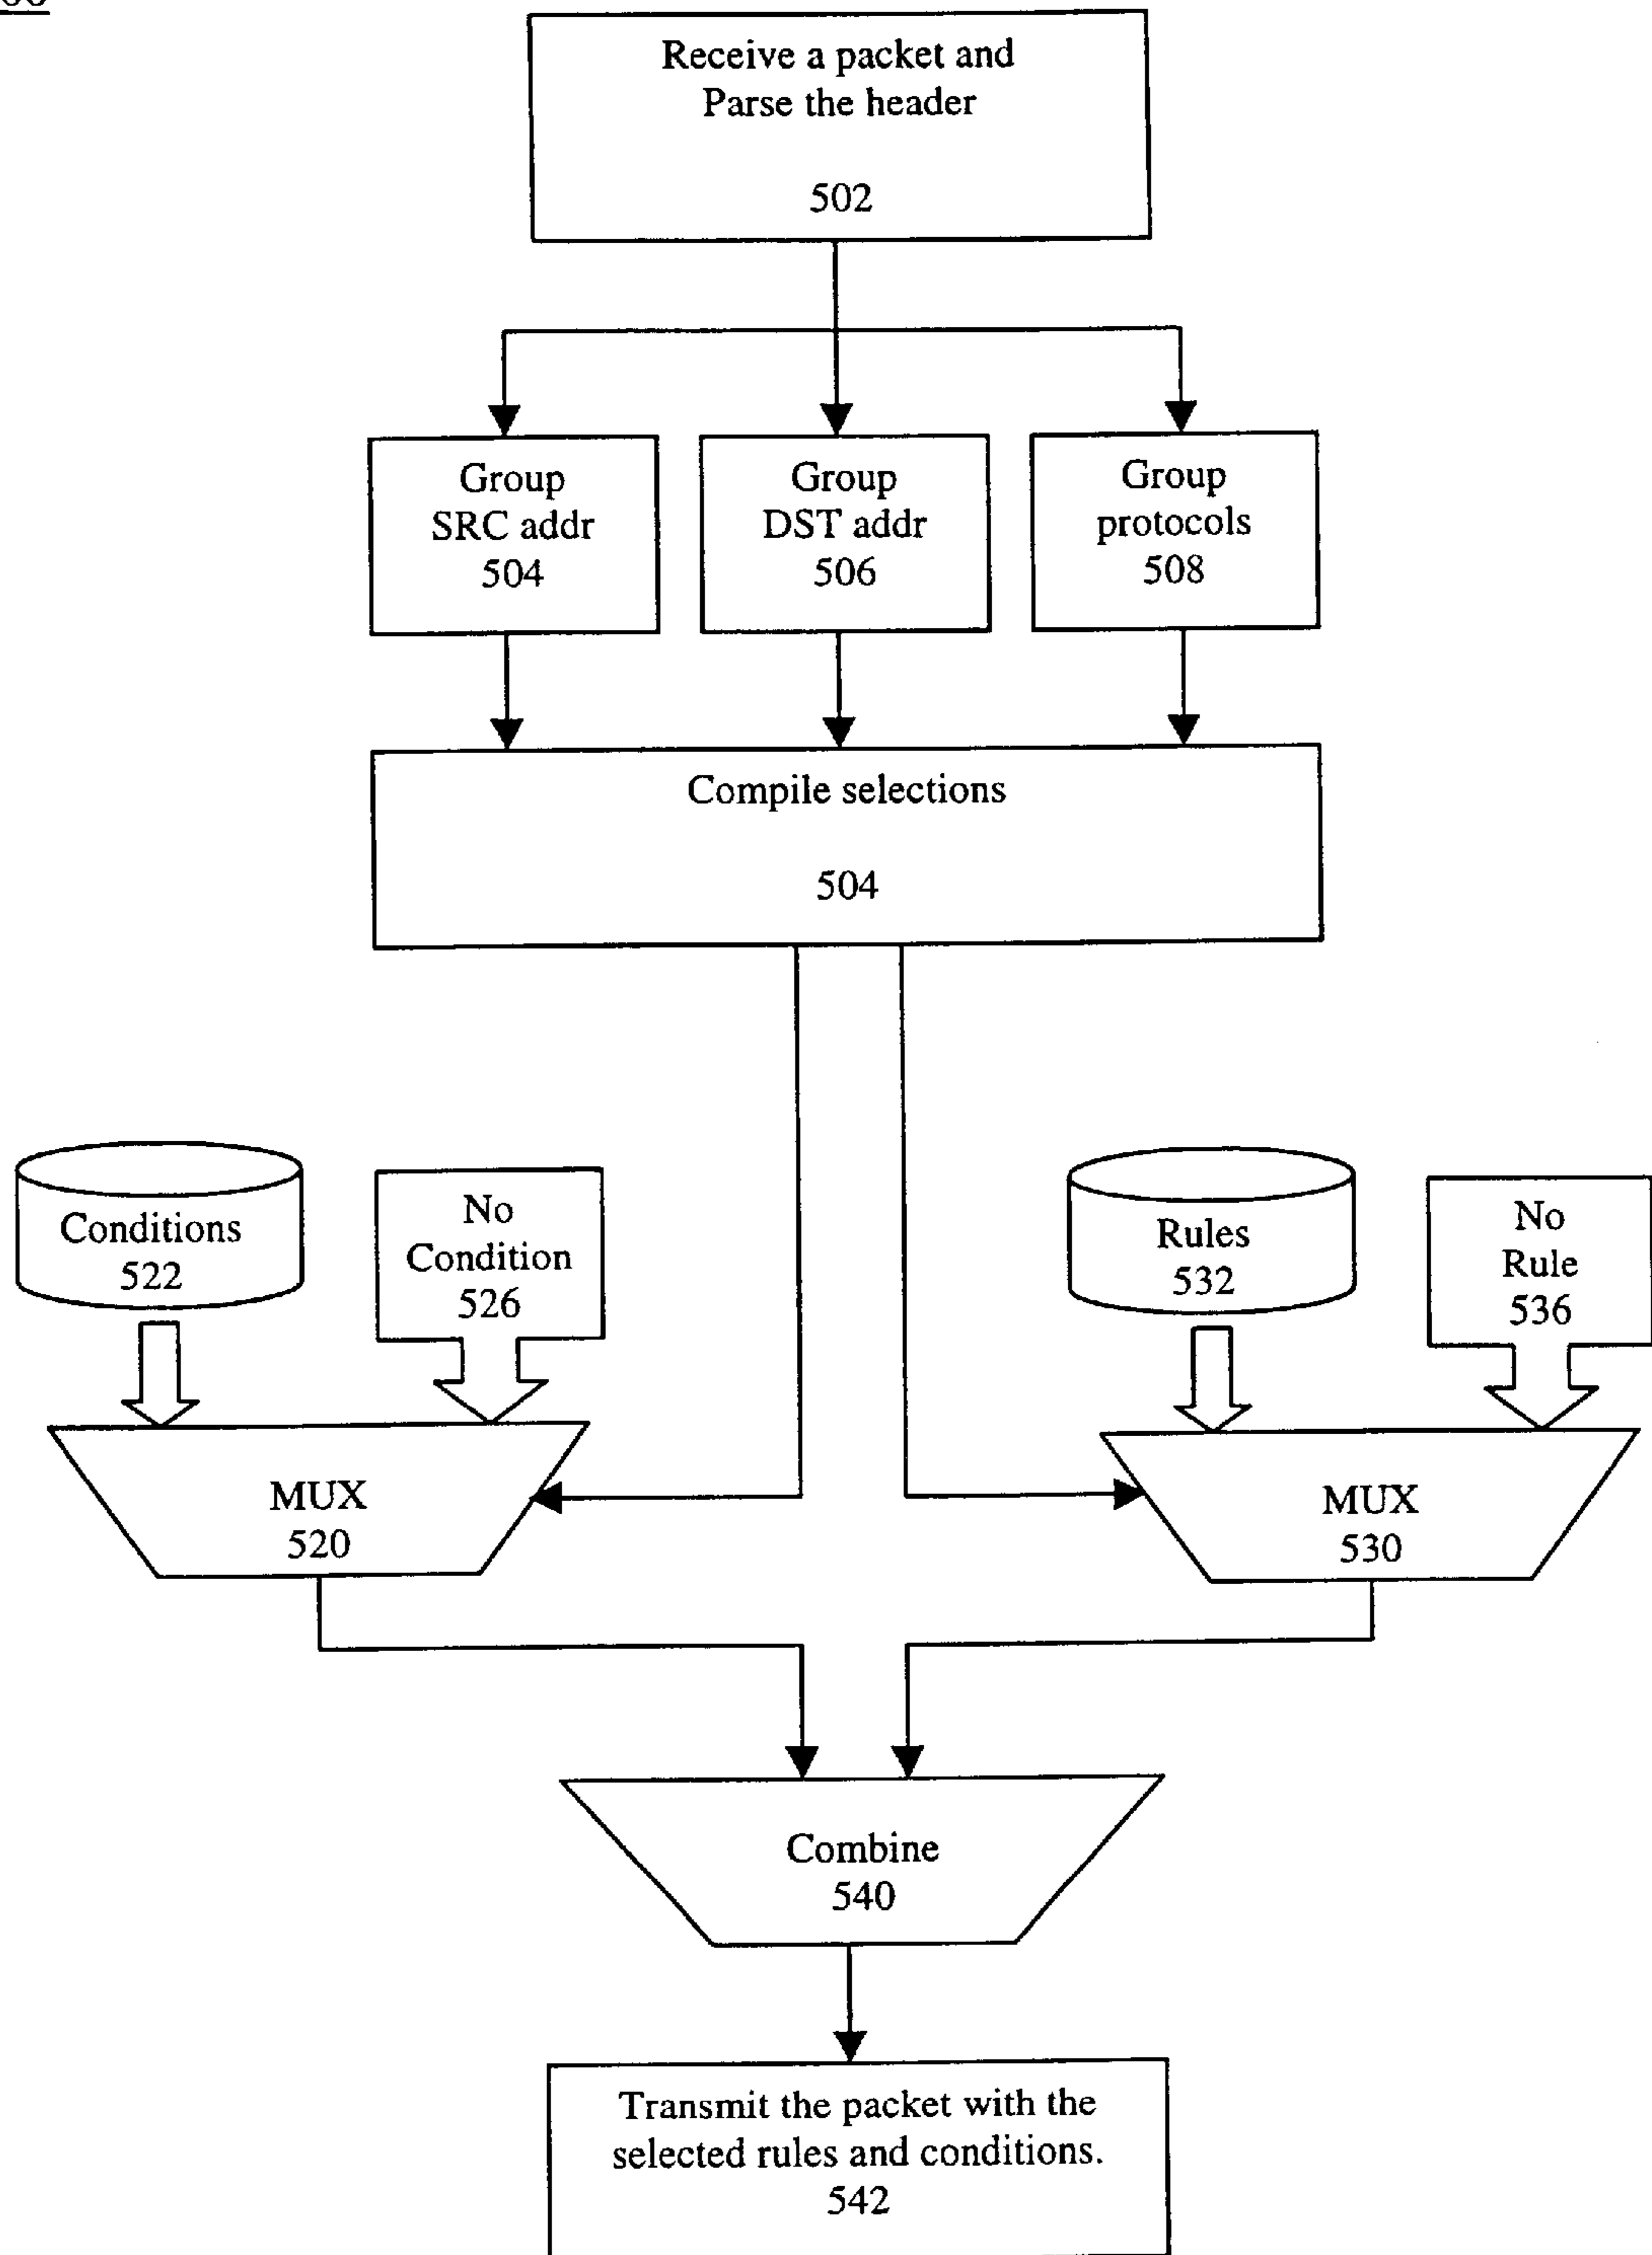 Receive a packet and
Parse the header
502
Group
SRC addr
504
Group
DST addr
506
Group
protocols
508
Compile selections
504
Conditions
522
No
Condition
526
Rules
532
No
Rule
536
MUX
520
MUX
530
Combine
540
Transmit the packet with the
selected rules and conditions.
542